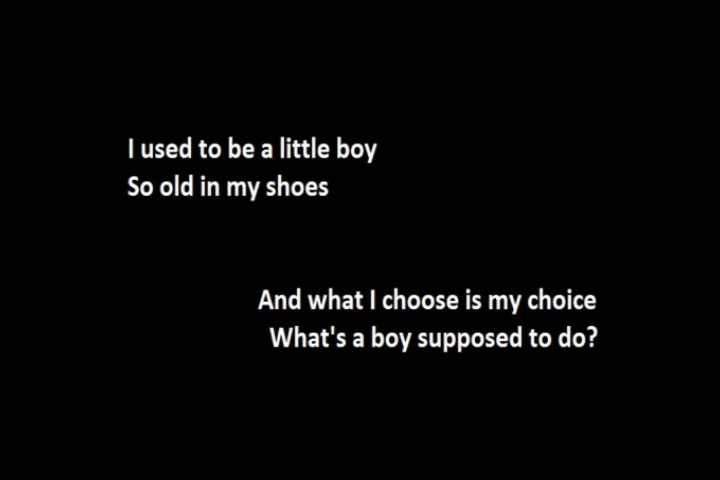 I used to be a little boy
So old in my shoes
And what I choose is my choice
What's a boy supposed to do?